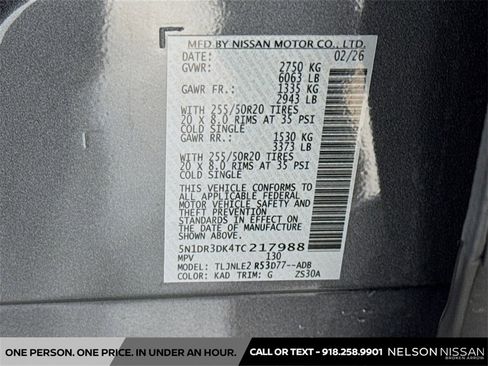 MFD BY NISSAN MOTOR CO., LTD.
DATE: 02/26
GVWR: 2750 KG
6063 LB
GAWR FR.: 1335 KG
2943 LB
WITH 255/50R20 TIRES
20 x 8.0 RIMS AT 35 PSI
COLD SINGLE
GAWR RR.: 1530 KG
3373 LB
WITH 255/50R20 TIRES
20 x 8.0 RIMS AT 35 PSI
COLD SINGLE
THIS VEHICLE CONFORMS TO
ALL APPLICABLE FEDERAL
MOTOR VEHICLE SAFETY AND
THEFT PREVENTION
STANDARDS IN EFFECT ON
THE DATE OF MANUFACTURE
SHOWN ABOVE.
5N1DR3DK4TC217988
MPV 130
MODEL: TLJNLE2 R53D77--ADB
COLOR: KAD TRIM: G ZS30A
ONE PERSON. ONE PRICE. IN UNDER AN HOUR.
CALL OR TEXT - 918.258.9901
NELSON NISSAN
BROKEN ARROW